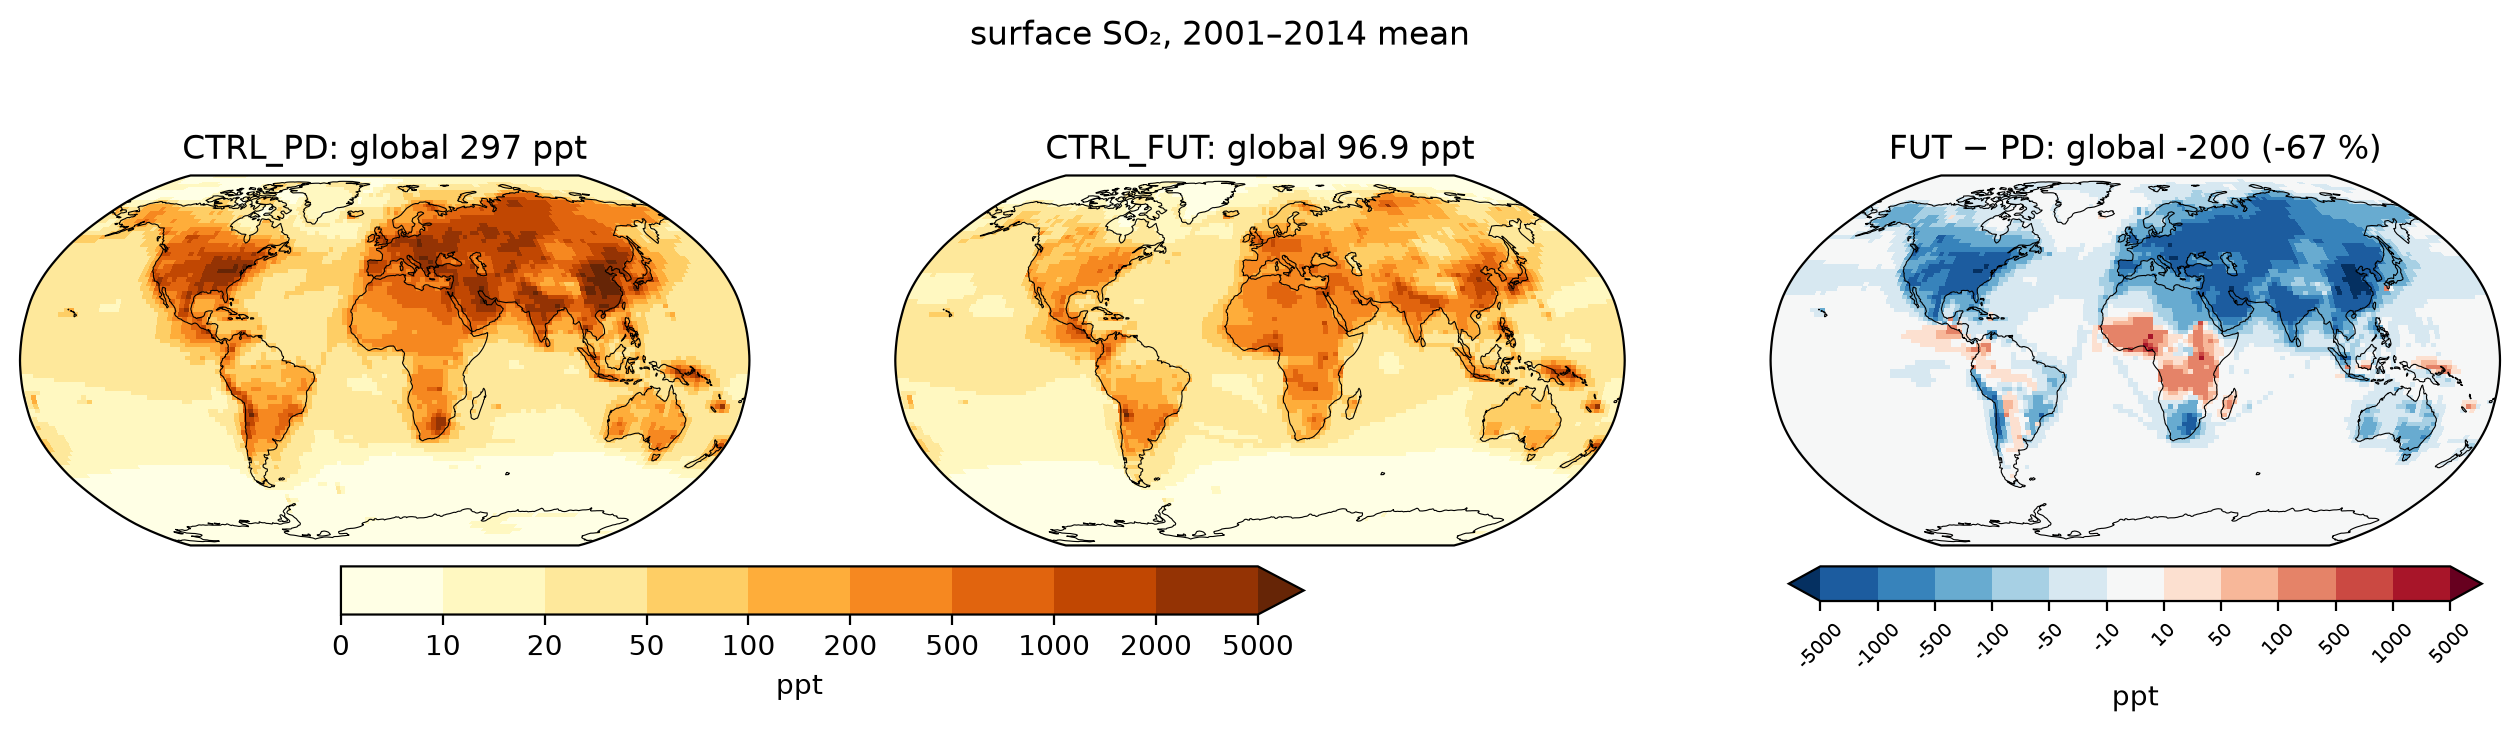 surface SO₂, 2001–2014 mean
CTRL_PD: global 297 ppt
CTRL_FUT: global 96.9 ppt
FUT − PD: global -200 (-67 %)
0 10 20 50 100 200 500 1000 2000 5000
ppt
-5000 -1000 -500 -100 -50 -10 10 50 100 500 1000 5000
ppt